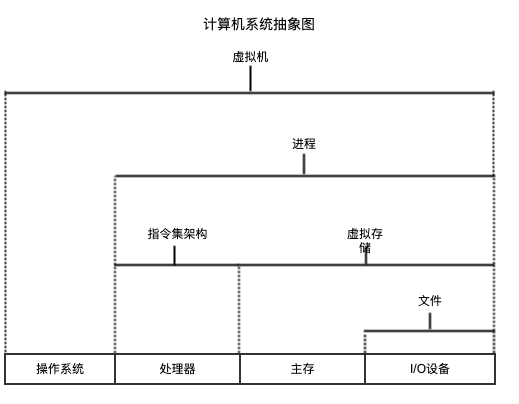 计算机系统抽象图
虚拟机
进程
指令集架构
虚拟存
储
文件
操作系统
处理器
主存
I/O设备